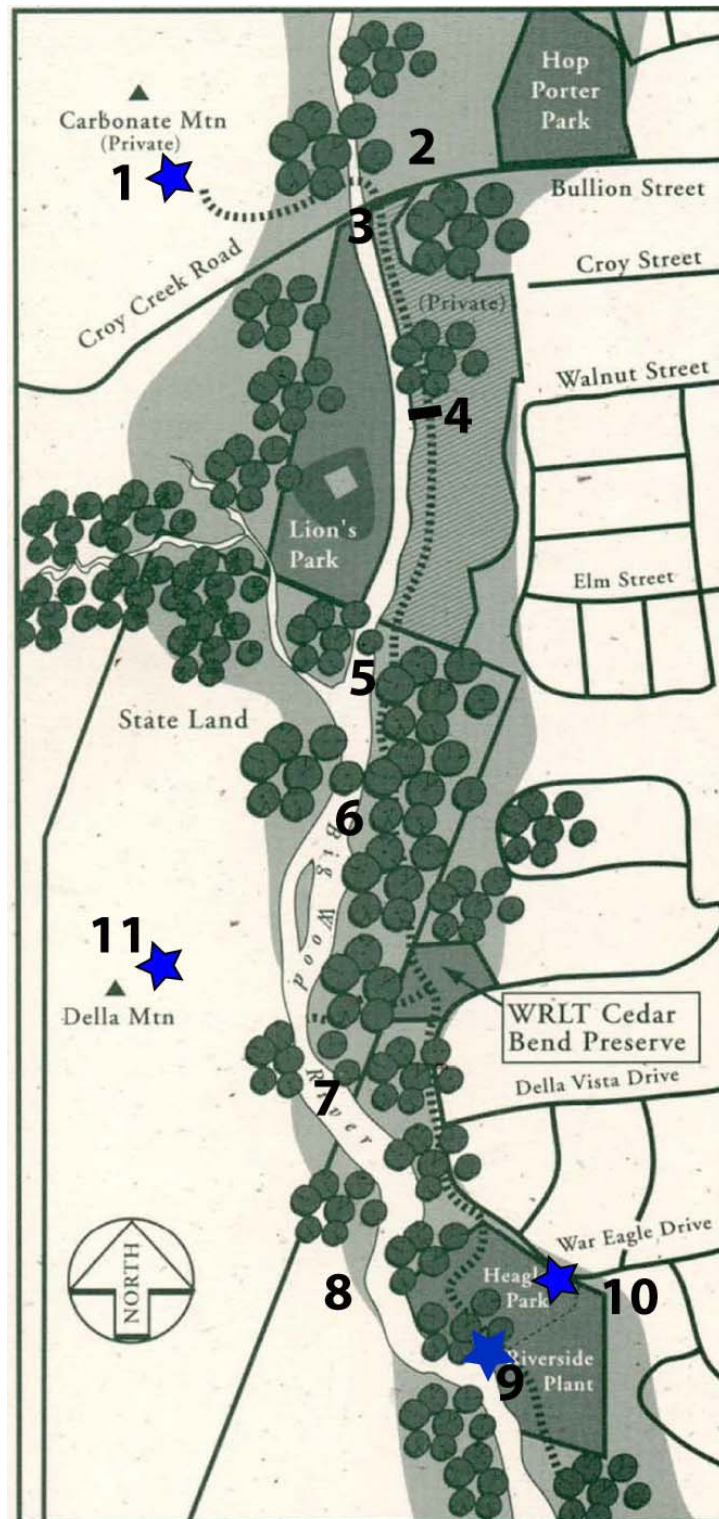 Hop
Porter
Park
Carbonate Mtn
(Private)
1
2
Bullion Street
3
Croy Creek Road
Croy Street
(Private)
Walnut Street
4
Lion's
Park
Elm Street
5
State Land
6
Big Wood
River
11
Della Mtn
WRLT Cedar
Bend Preserve
Della Vista Drive
7
War Eagle Drive
NORTH
8
Heagle
Park
10
Riverside
Plant
9